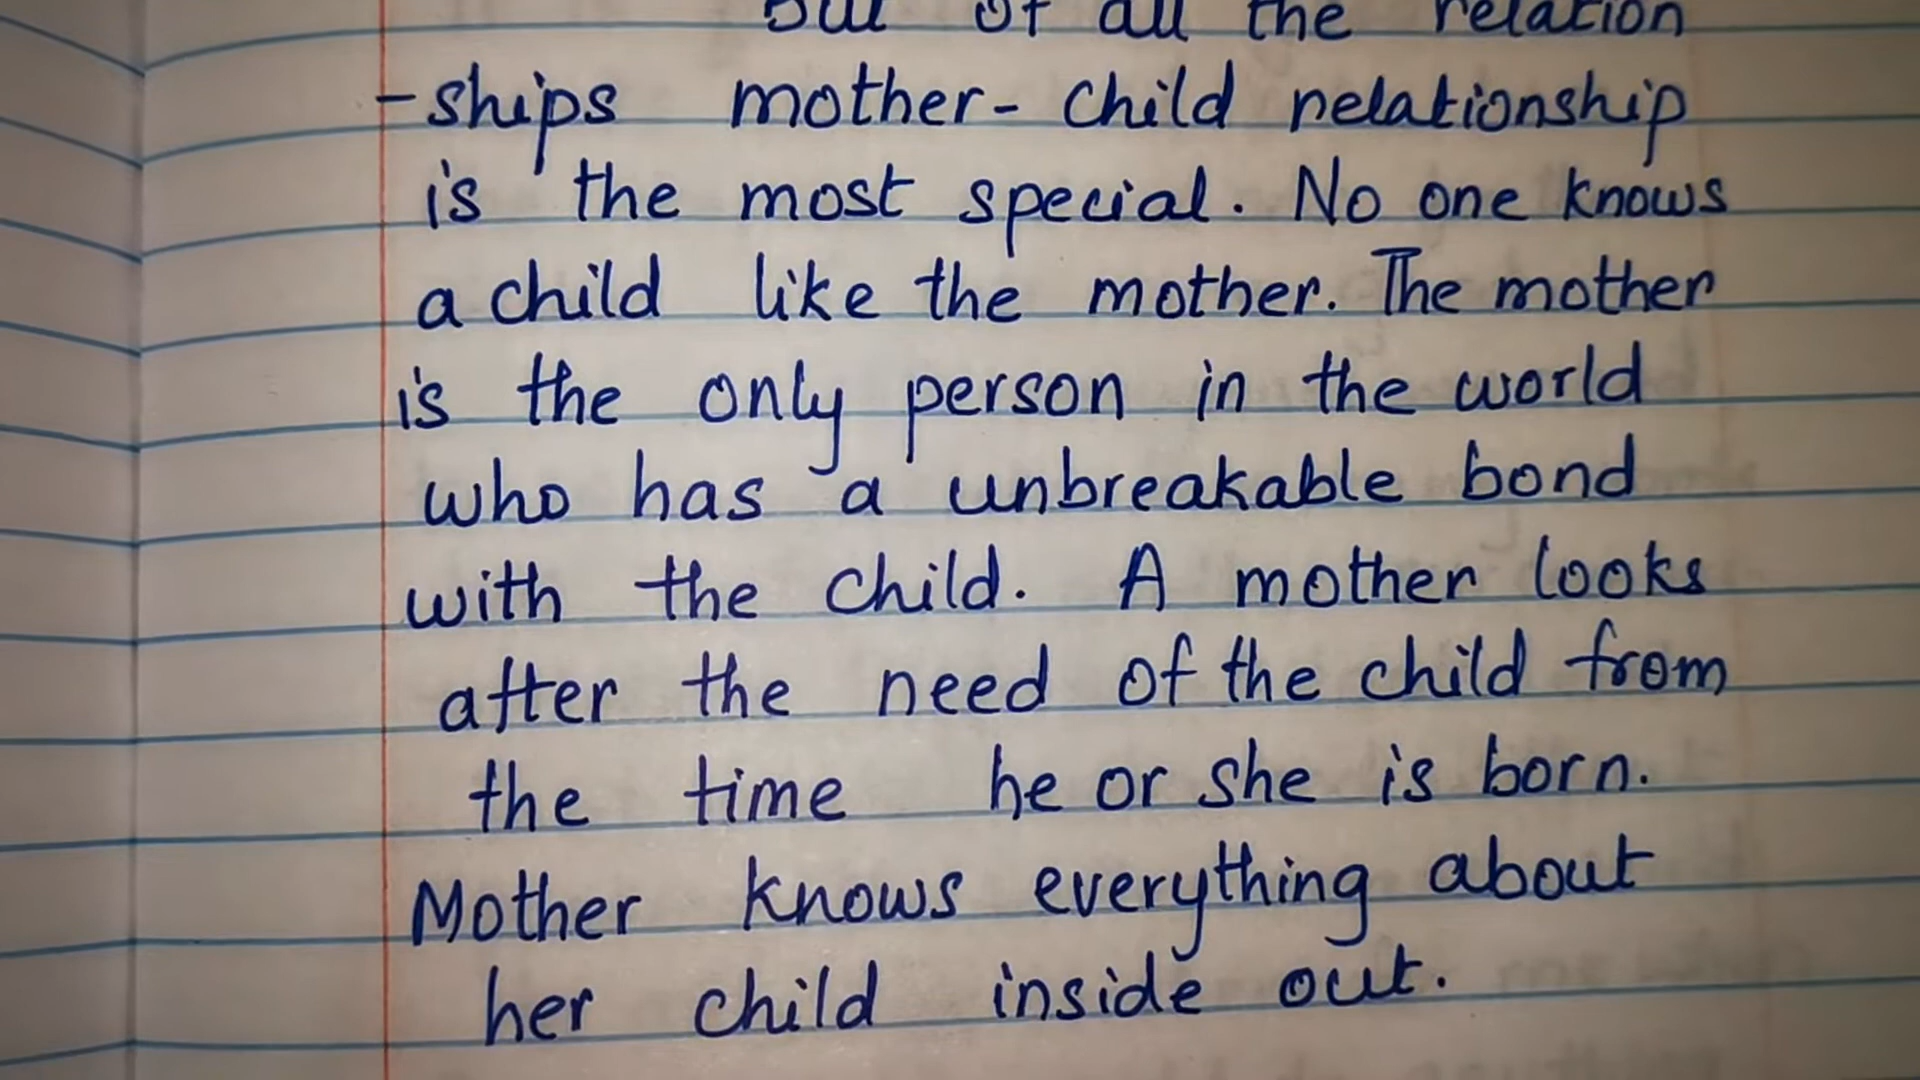 of all the relation
-ships mother- child relationship
is the most special. No one knows
a child like the mother. The mother
is the only person in the world
who has a unbreakable bond
with the child. A mother looks
after the need of the child from
the time he or she is born.
Mother knows everything about
her child inside out.